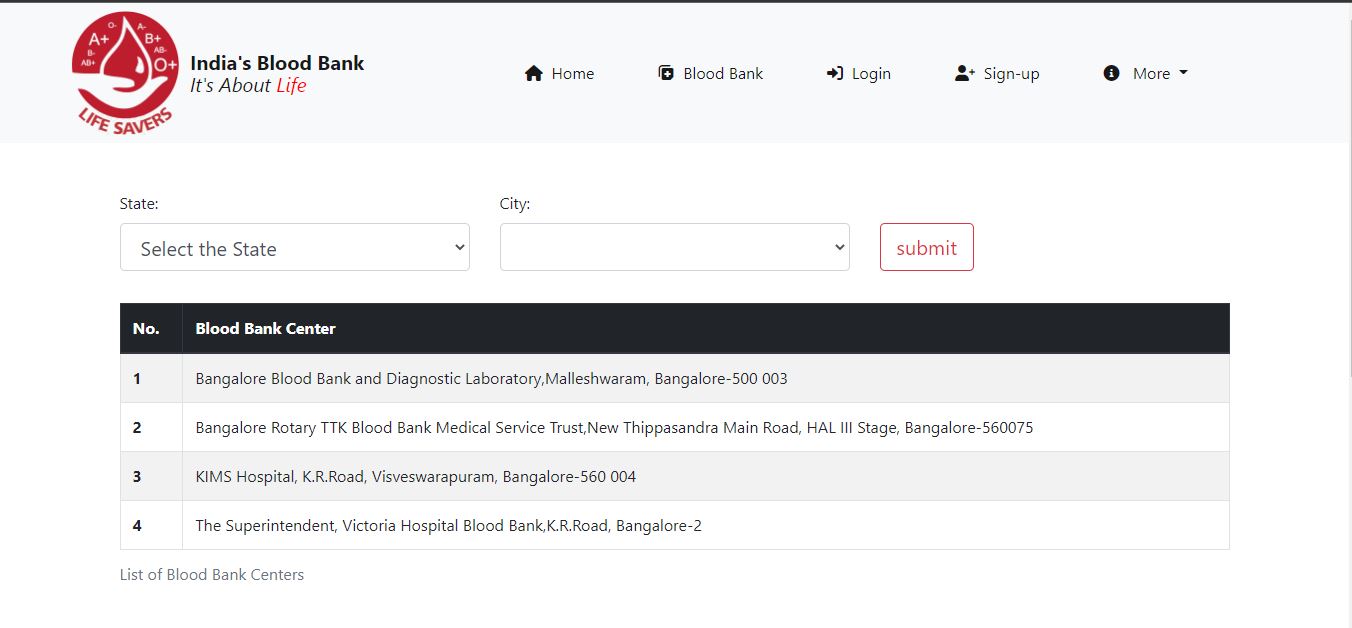 O- A-
A+ B+
B- AB-
AB+ O+
LIFE SAVERS
India's Blood Bank
It's About Life
Home Blood Bank Login Sign-up More
State: City:
Select the State submit
No. Blood Bank Center
1 Bangalore Blood Bank and Diagnostic Laboratory,Malleshwaram, Bangalore-500 003
2 Bangalore Rotary TTK Blood Bank Medical Service Trust,New Thippasandra Main Road, HAL III Stage, Bangalore-560075
3 KIMS Hospital, K.R.Road, Visveswarapuram, Bangalore-560 004
4 The Superintendent, Victoria Hospital Blood Bank,K.R.Road, Bangalore-2
List of Blood Bank Centers